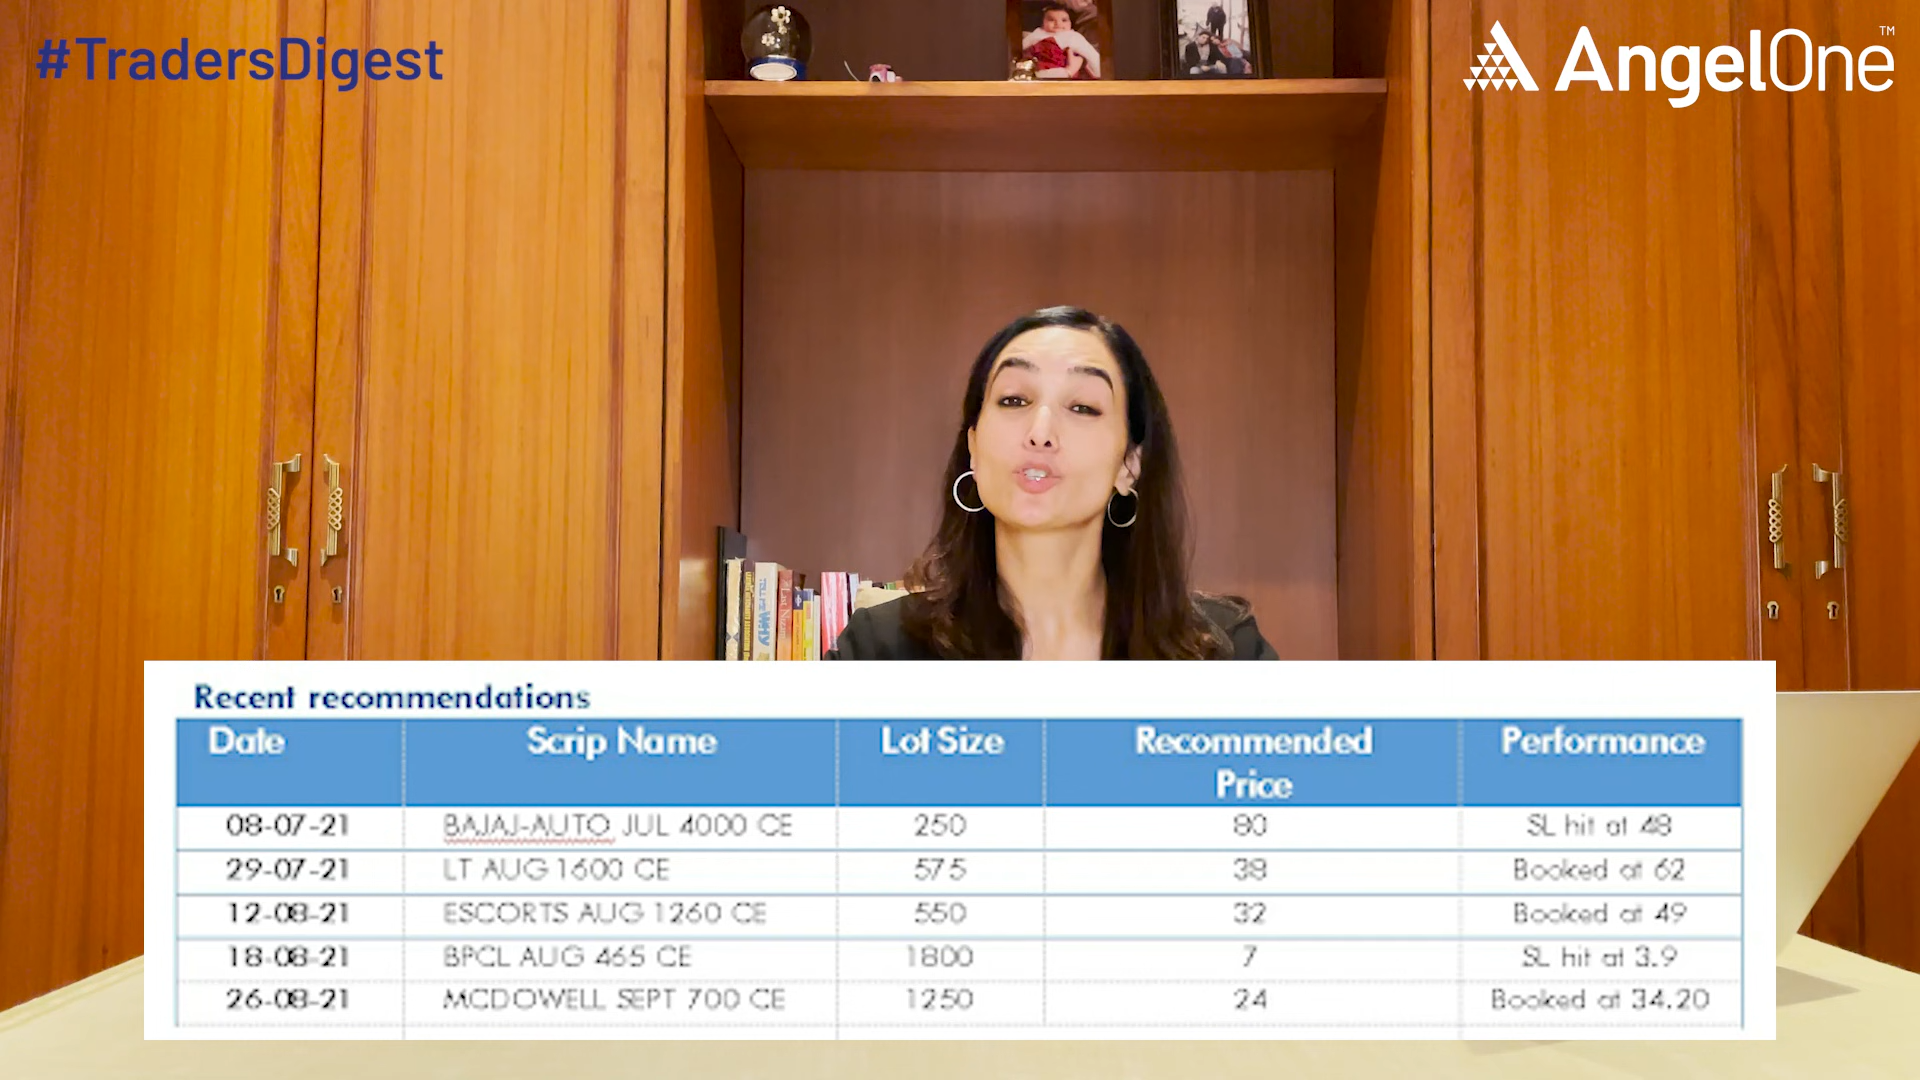 #TradersDigest
AngelOne™
TELL ME WHY
Recent recommendations
Date Scrip Name Lot Size Recommended Price Performance
08-07-21 BAJAJ-AUTO JUL 4000 CE 250 80 SL hit at 48
29-07-21 LT AUG 1600 CE 575 38 Booked at 62
12-08-21 ESCORTS AUG 1260 CE 550 32 Booked at 49
18-08-21 BPCL AUG 465 CE 1800 7 SL hit at 3.9
26-08-21 MCDOWELL SEPT 700 CE 1250 24 Booked at 34.20